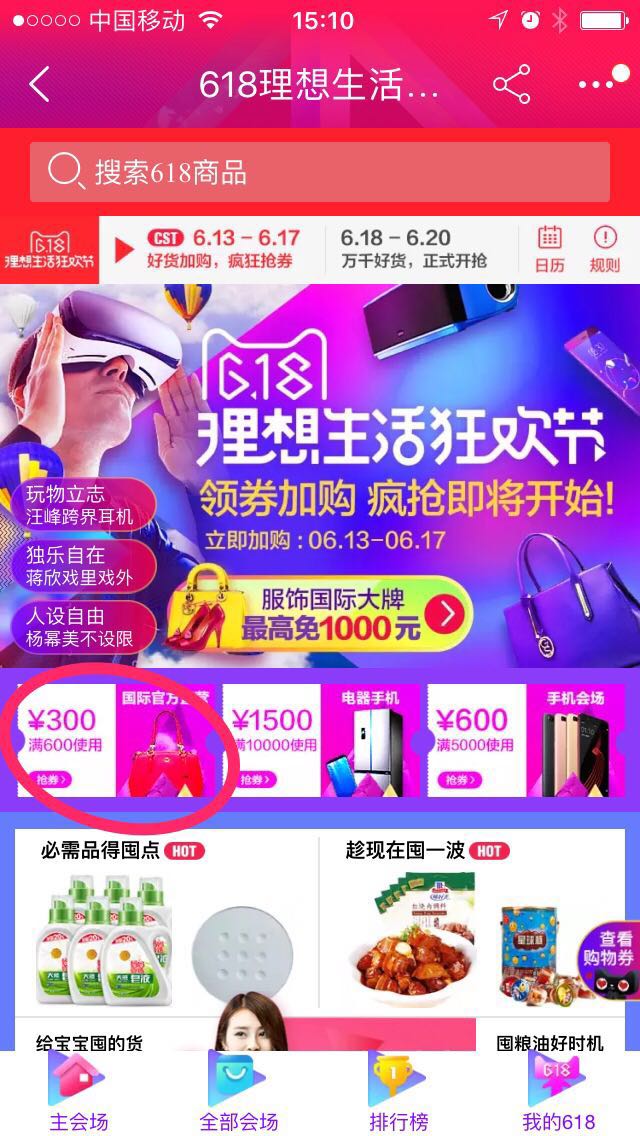 中国移动
15:10
618理想生活...
搜索618商品
6.18
理想生活狂欢节
CST 6.13-6.17
好货加购，疯狂抢券
6.18-6.20
万千好货，正式开抢
日历
规则
6.18
理想生活狂欢节
领券加购 疯抢即将开始!
立即加购:06.13-06.17
玩物立志
汪峰跨界耳机
独乐自在
蒋欣戏里戏外
人设自由
杨幂美不设限
服饰国际大牌
最高免1000元
国际官方直营
¥300
满600使用
抢券>
电器手机
¥1500
满10000使用
抢券>
手机会场
¥600
满5000使用
抢券>
必需品得囤点 HOT
趁现在囤一波 HOT
查看
购物券
给宝宝囤的货
囤粮油好时机
主会场
全部会场
1
排行榜
618
我的618